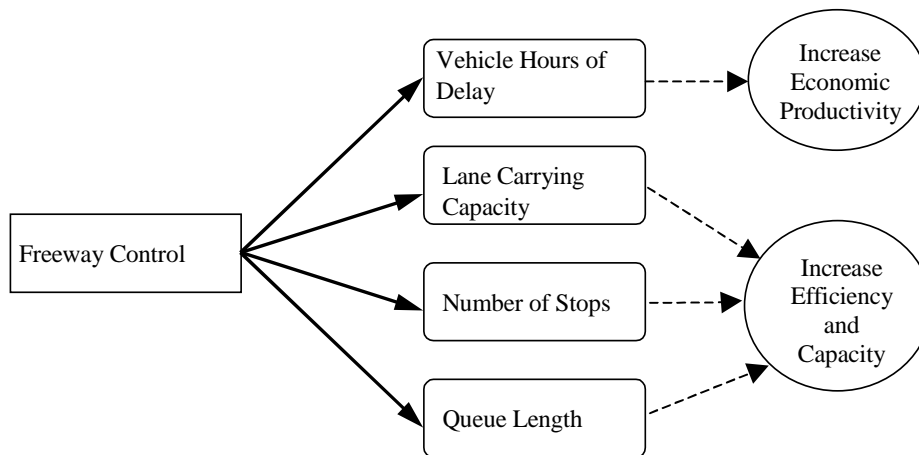 Freeway Control
Vehicle Hours of
Delay
Lane Carrying
Capacity
Number of Stops
Queue Length
Increase
Economic
Productivity
Increase
Efficiency
and
Capacity